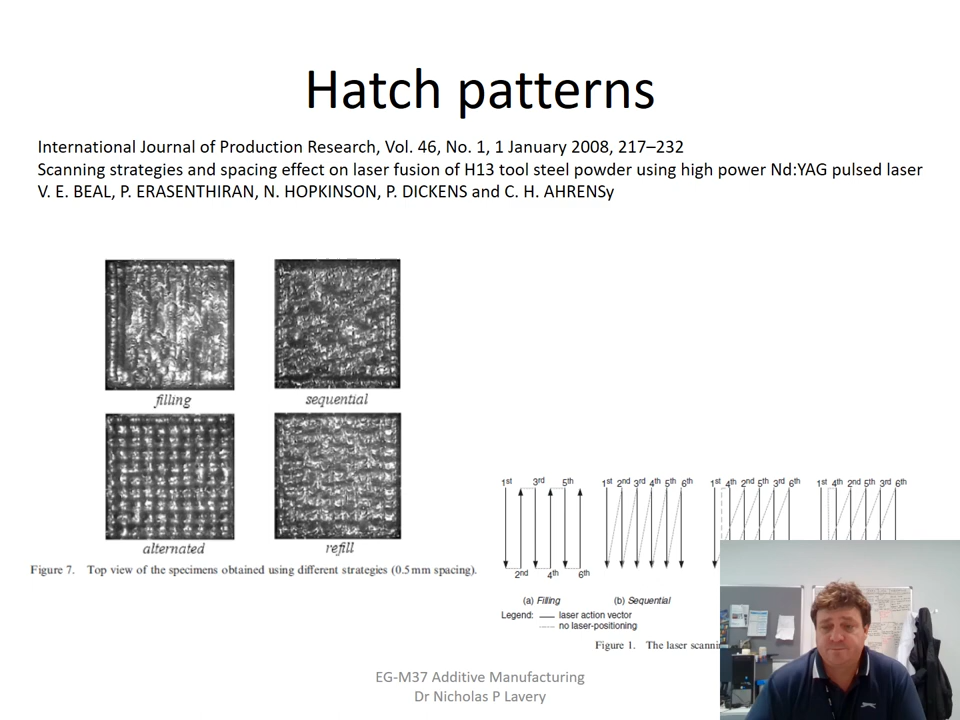 Hatch patterns
International Journal of Production Research, Vol. 46, No. 1, 1 January 2008, 217–232
Scanning strategies and spacing effect on laser fusion of H13 tool steel powder using high power Nd:YAG pulsed laser
V. E. BEAL, P. ERASENTHIRAN, N. HOPKINSON, P. DICKENS and C. H. AHRENSy
filling
sequential
alternated
refill
Figure 7. Top view of the specimens obtained using different strategies (0.5 mm spacing).
1st 3rd 5th
2nd 4th 6th
1st 2nd 3rd 4th 5th 6th
1st 4th 2nd 5th 3rd 6th
1st 4th 2nd 5th 3rd 6th
(a) Filling
(b) Sequential
Legend:
laser action vector
no laser-positioning
Figure 1. The laser
EG-M37 Additive Manufacturing
Dr Nicholas P Lavery